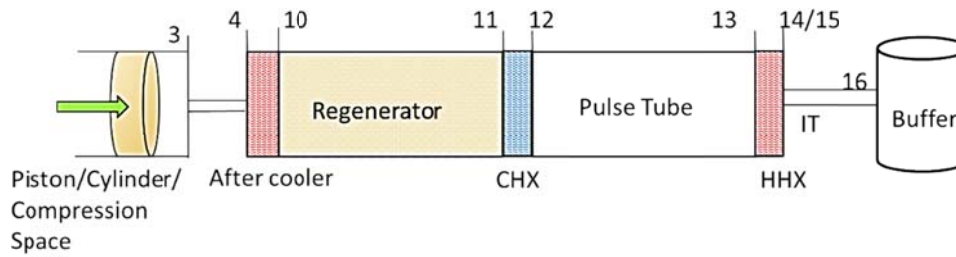 3 4 10 11 12 13 14/15
16
Regenerator Pulse Tube Buffer
IT
Piston/Cylinder/ After cooler CHX HHX
Compression
Space